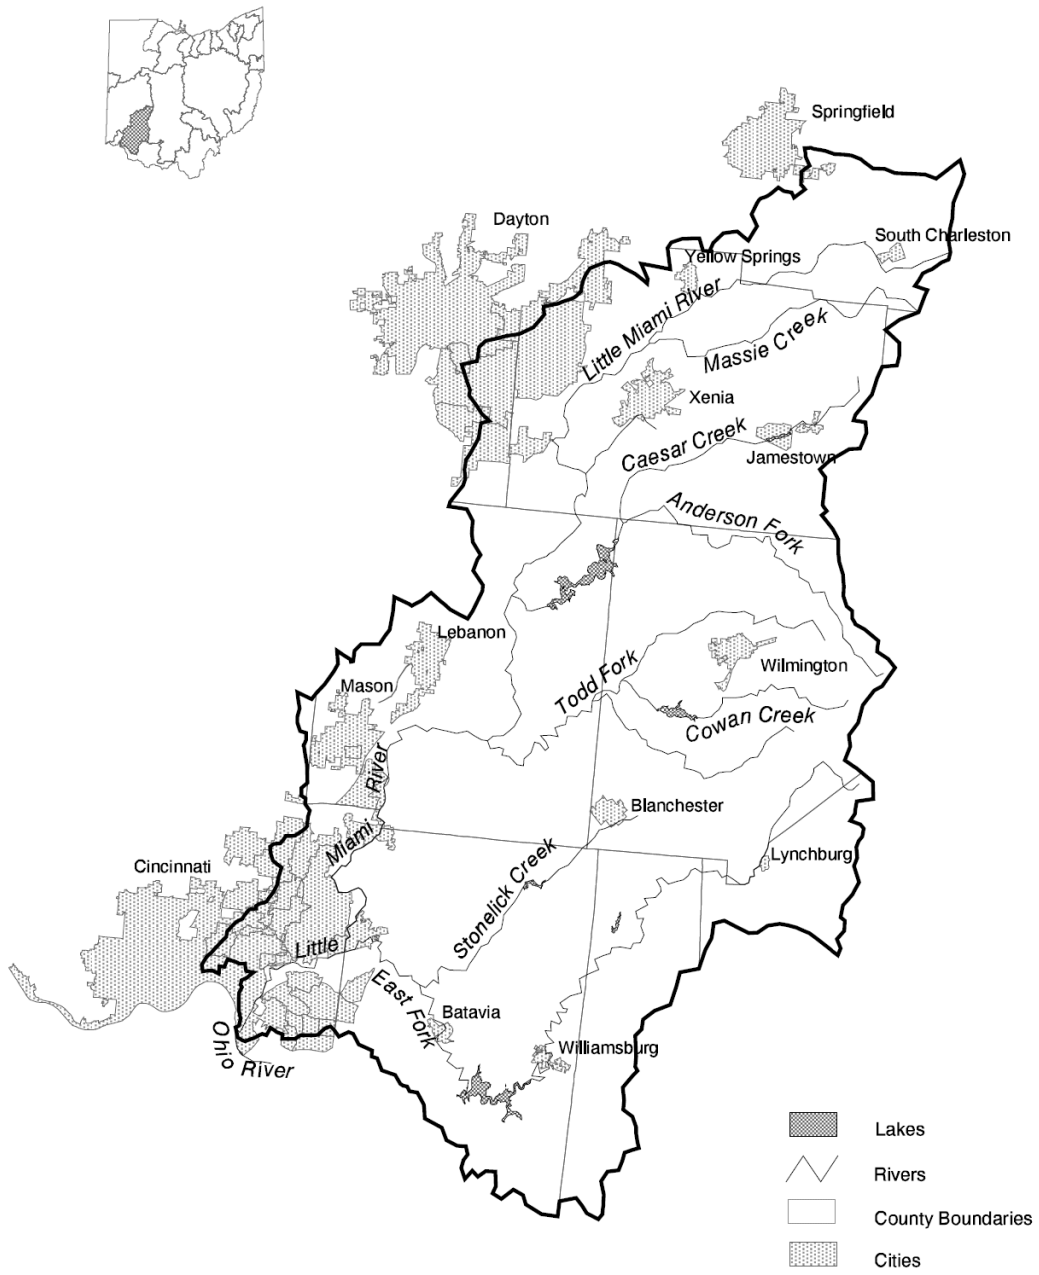 Springfield
Dayton
South Charleston
Yellow Springs
Little Miami River
Massie Creek
Xenia
Caesar Creek
Jamestown
Anderson Fork
Lebanon
Todd Fork
Wilmington
Mason
Cowan Creek
River
Blanchester
Miami
Lynchburg
Cincinnati
Stonelick Creek
Little
East Fork
Batavia
Ohio River
Williamsburg
Lakes
Rivers
County Boundaries
Cities